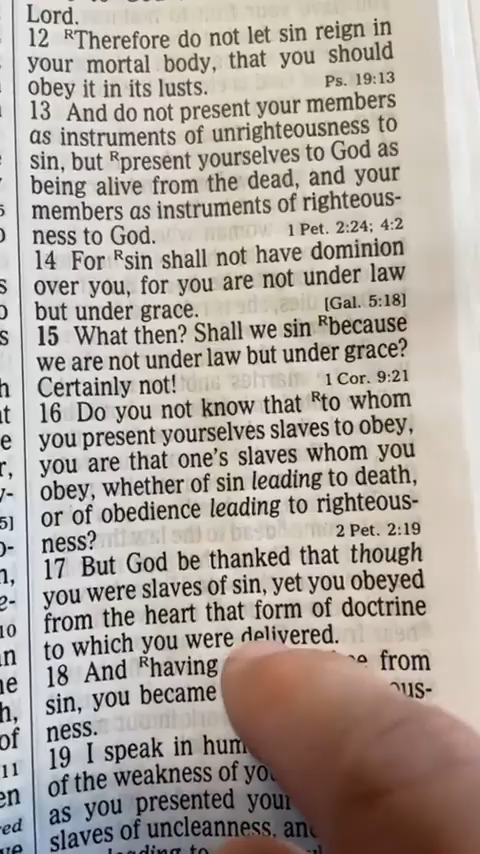 Lord.
12 ᴿTherefore do not let sin reign in
your mortal body, that you should
obey it in its lusts. Ps. 19:13
13 And do not present your members
as instruments of unrighteousness to
sin, but ᴿpresent yourselves to God as
being alive from the dead, and your
members as instruments of righteous-
ness to God. 1 Pet. 2:24; 4:2
14 For ᴿsin shall not have dominion
over you, for you are not under law
but under grace. [Gal. 5:18]
15 What then? Shall we sin ᴿbecause
we are not under law but under grace?
Certainly not! 1 Cor. 9:21
16 Do you not know that ᴿto whom
you present yourselves slaves to obey,
you are that one's slaves whom you
obey, whether of sin leading to death,
or of obedience leading to righteous-
ness? 2 Pet. 2:19
17 But God be thanked that though
you were slaves of sin, yet you obeyed
from the heart that form of doctrine
to which you were delivered.
18 And ᴿhaving from
sin, you became
ness.
19 I speak in
of the weakness of
as you presented
slaves of uncleanness,